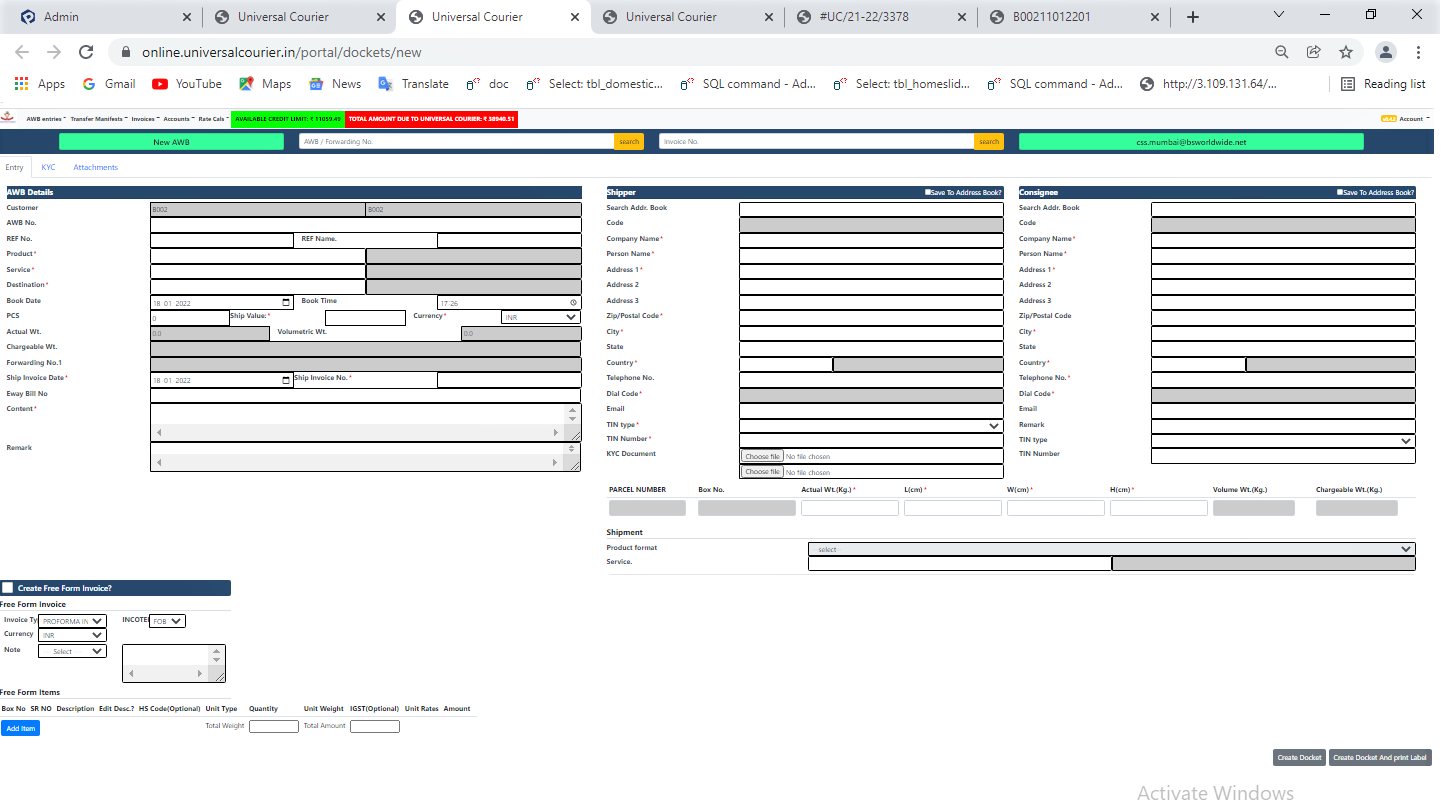 Admin
Universal Courier
Universal Courier
Universal Courier
#UC/21-22/3378
B00211012201
online.universalcourier.in/portal/dockets/new
Apps Gmail YouTube Maps News Translate doc Select: tbl_domestic... SQL command - Ad... Select: tbl_homeslid... SQL command - Ad... http://3.109.131.64/... Reading list
AWB entries Transfer Manifests Invoices Accounts Rate Cals AVAILABLE CREDIT LIMIT: ₹ 11059.49 TOTAL AMOUNT DUE TO UNIVERSAL COURIER: ₹ 38940.51 Account
New AWB AWB / Forwarding No. search Invoice No. search css.mumbai@bsworldwide.net
Entry KYC Attachments
AWB Details
Customer B002 B002
AWB No.
REF No. REF Name.
Product*
Service*
Destination*
Book Date 18 01 2022 Book Time 17:26
PCS 0 Ship Value:* Currency* INR
Actual Wt. 0.0 Volumetric Wt. 0.0
Chargeable Wt.
Forwarding No.1
Ship Invoice Date* 18 01 2022 Ship Invoice No.*
Eway Bill No
Content*
Remark
Shipper Save To Address Book?
Search Addr. Book
Code
Company Name*
Person Name*
Address 1*
Address 2
Address 3
Zip/Postal Code*
City*
State
Country*
Telephone No.
Dial Code*
Email
TIN type*
TIN Number*
KYC Document Choose file No file chosen
Choose file No file chosen
Consignee Save To Address Book?
Search Addr. Book
Code
Company Name*
Person Name*
Address 1*
Address 2
Address 3
Zip/Postal Code
City*
State
Country*
Telephone No.*
Dial Code*
Email
Remark
TIN type
TIN Number
PARCEL NUMBER Box No. Actual Wt.(Kg.)* L(cm)* W(cm)* H(cm)* Volume Wt.(Kg.) Chargeable Wt.(Kg.)
Shipment
Product format select
Service.
Create Free Form Invoice?
Free Form Invoice
Invoice Ty PROFORMA IN INCOTE FOB
Currency INR
Note Select
Free Form Items
Box No SR NO Description Edit Desc.? HS Code(Optional) Unit Type Quantity Unit Weight IGST(Optional) Unit Rates Amount
Add Item Total Weight Total Amount
Create Docket Create Docket And print Label
Activate Windows